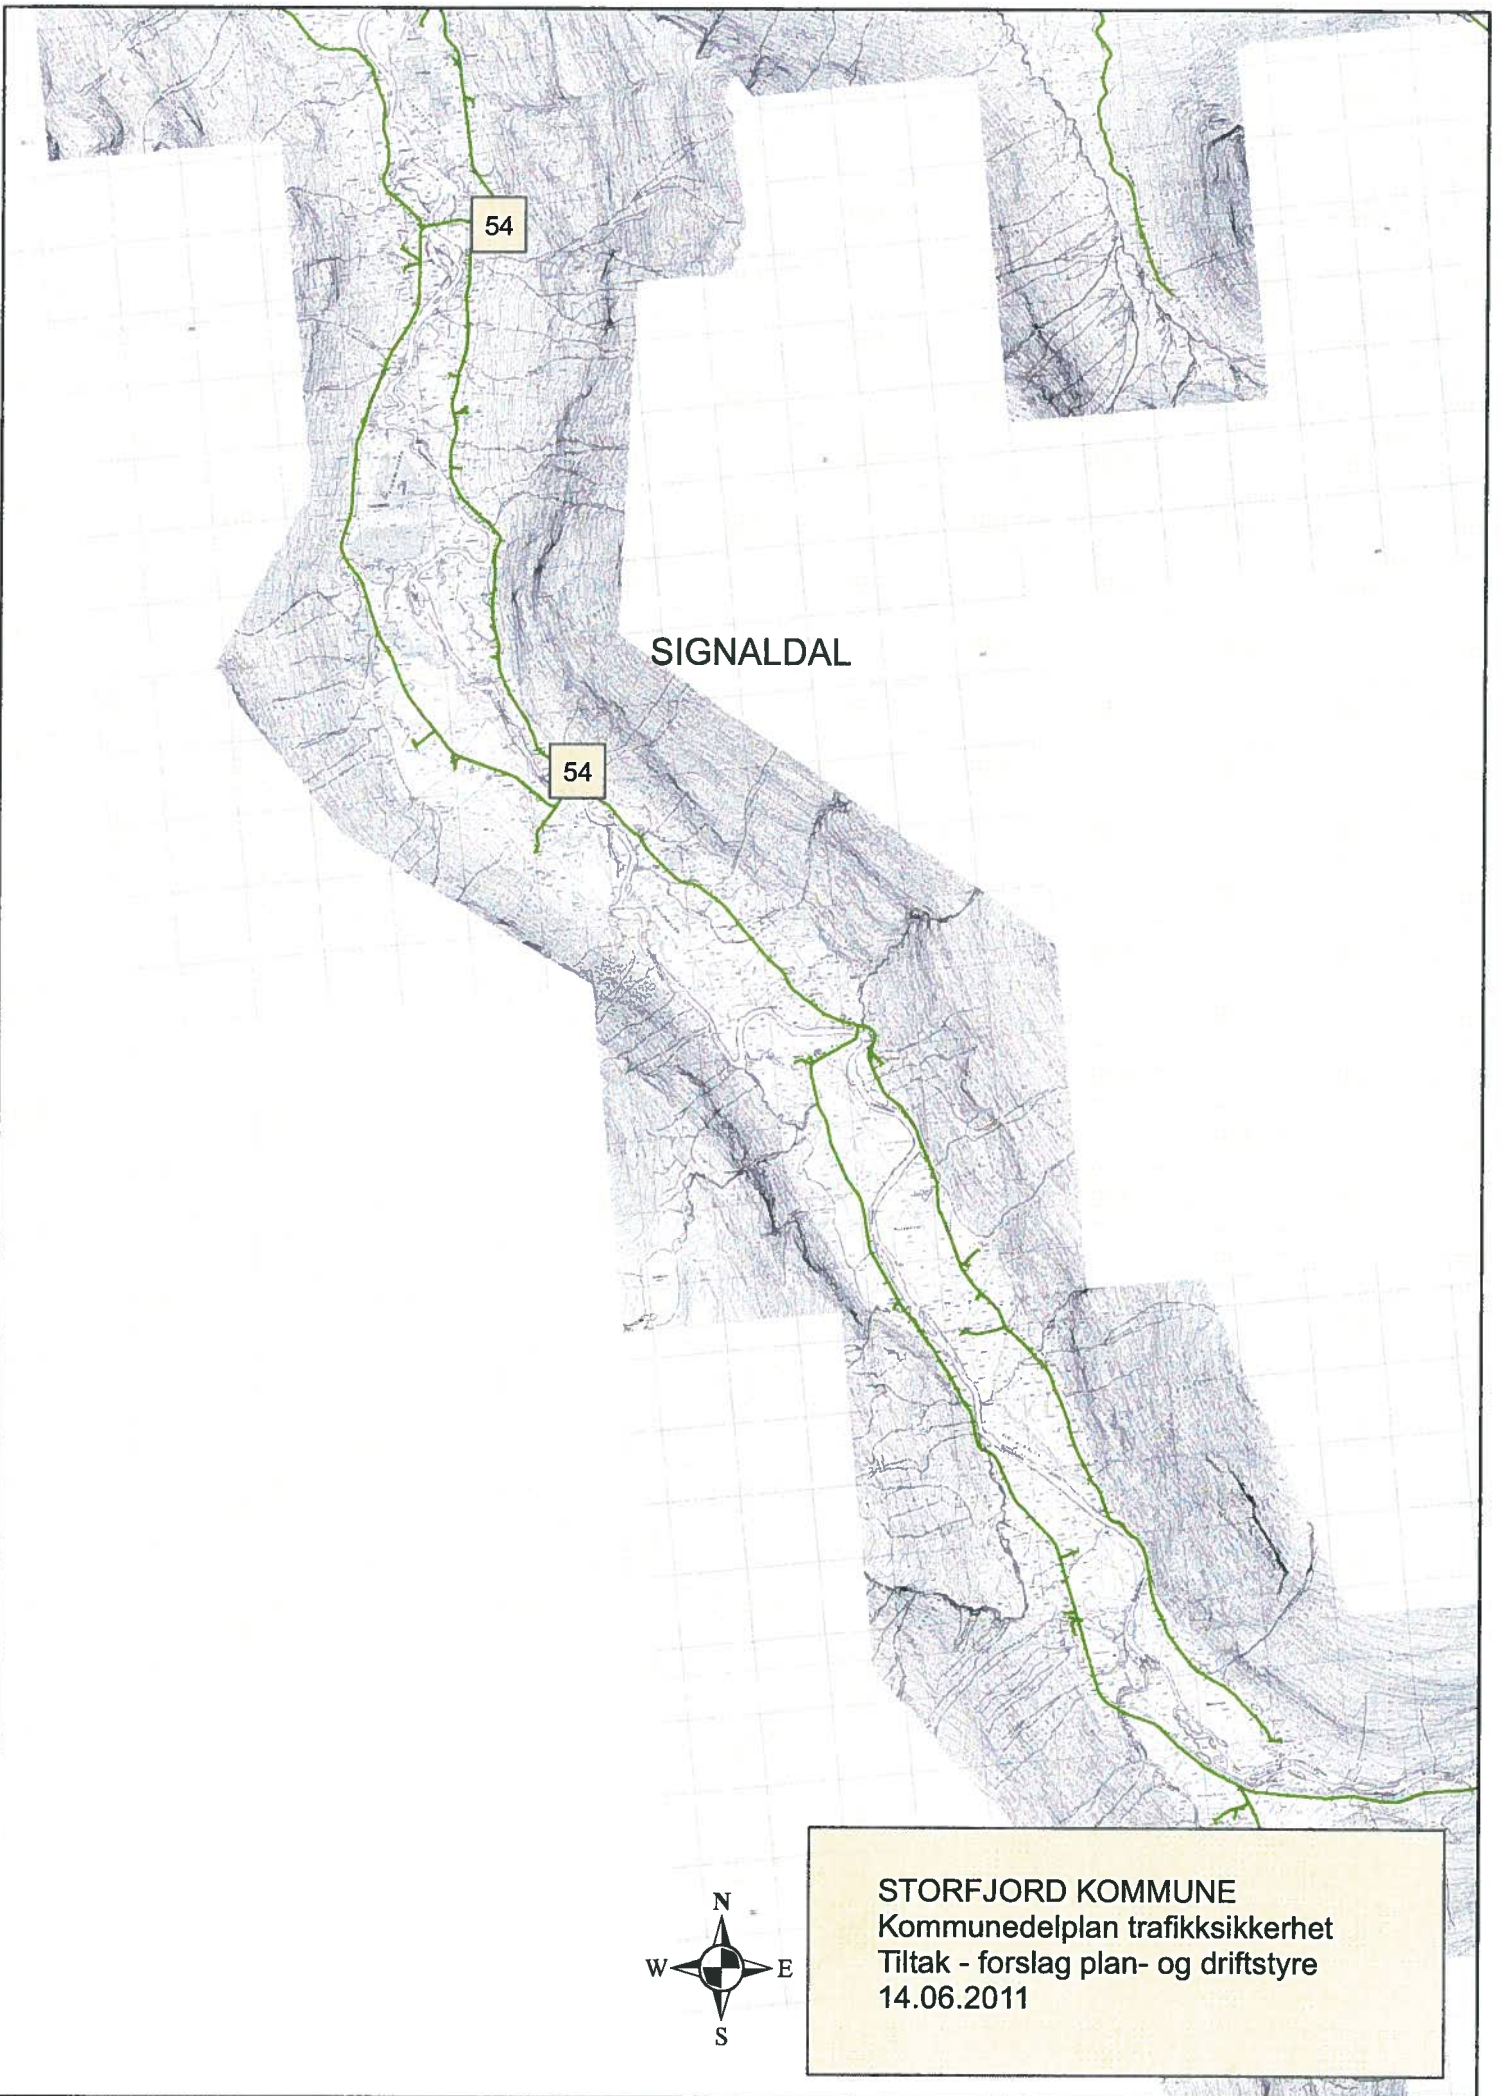 54
SIGNALDAL
54
N
W E
S
STORFJORD KOMMUNE
Kommunedelplan trafikksikkerhet
Tiltak - forslag plan- og driftstyre
14.06.2011